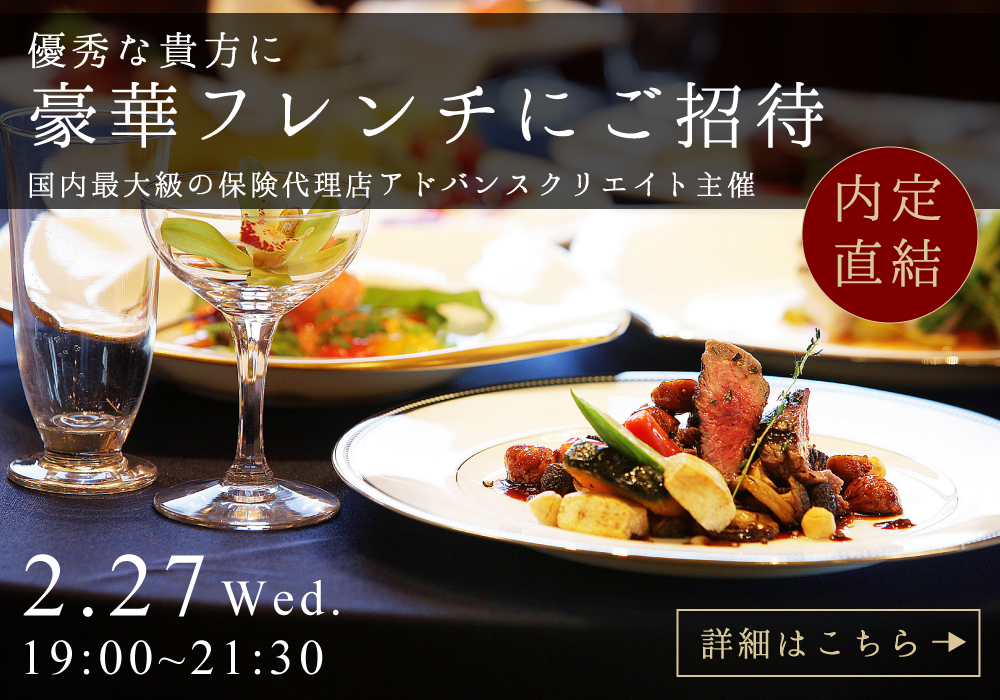 優秀な貴方に
豪華フレンチにご招待
国内最大級の保険代理店アドバンスクリエイト主催
内定
直結
2.27 Wed.
19:00~21:30
詳細はこちら→